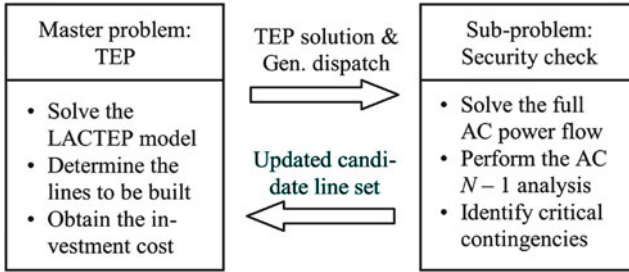 Master problem:
TEP
• Solve the
LACTEP model
• Determine the
lines to be built
• Obtain the in-
vestment cost
TEP solution &
Gen. dispatch
Updated candi-
date line set
Sub-problem:
Security check
• Solve the full
AC power flow
• Perform the AC
N – 1 analysis
• Identify critical
contingencies